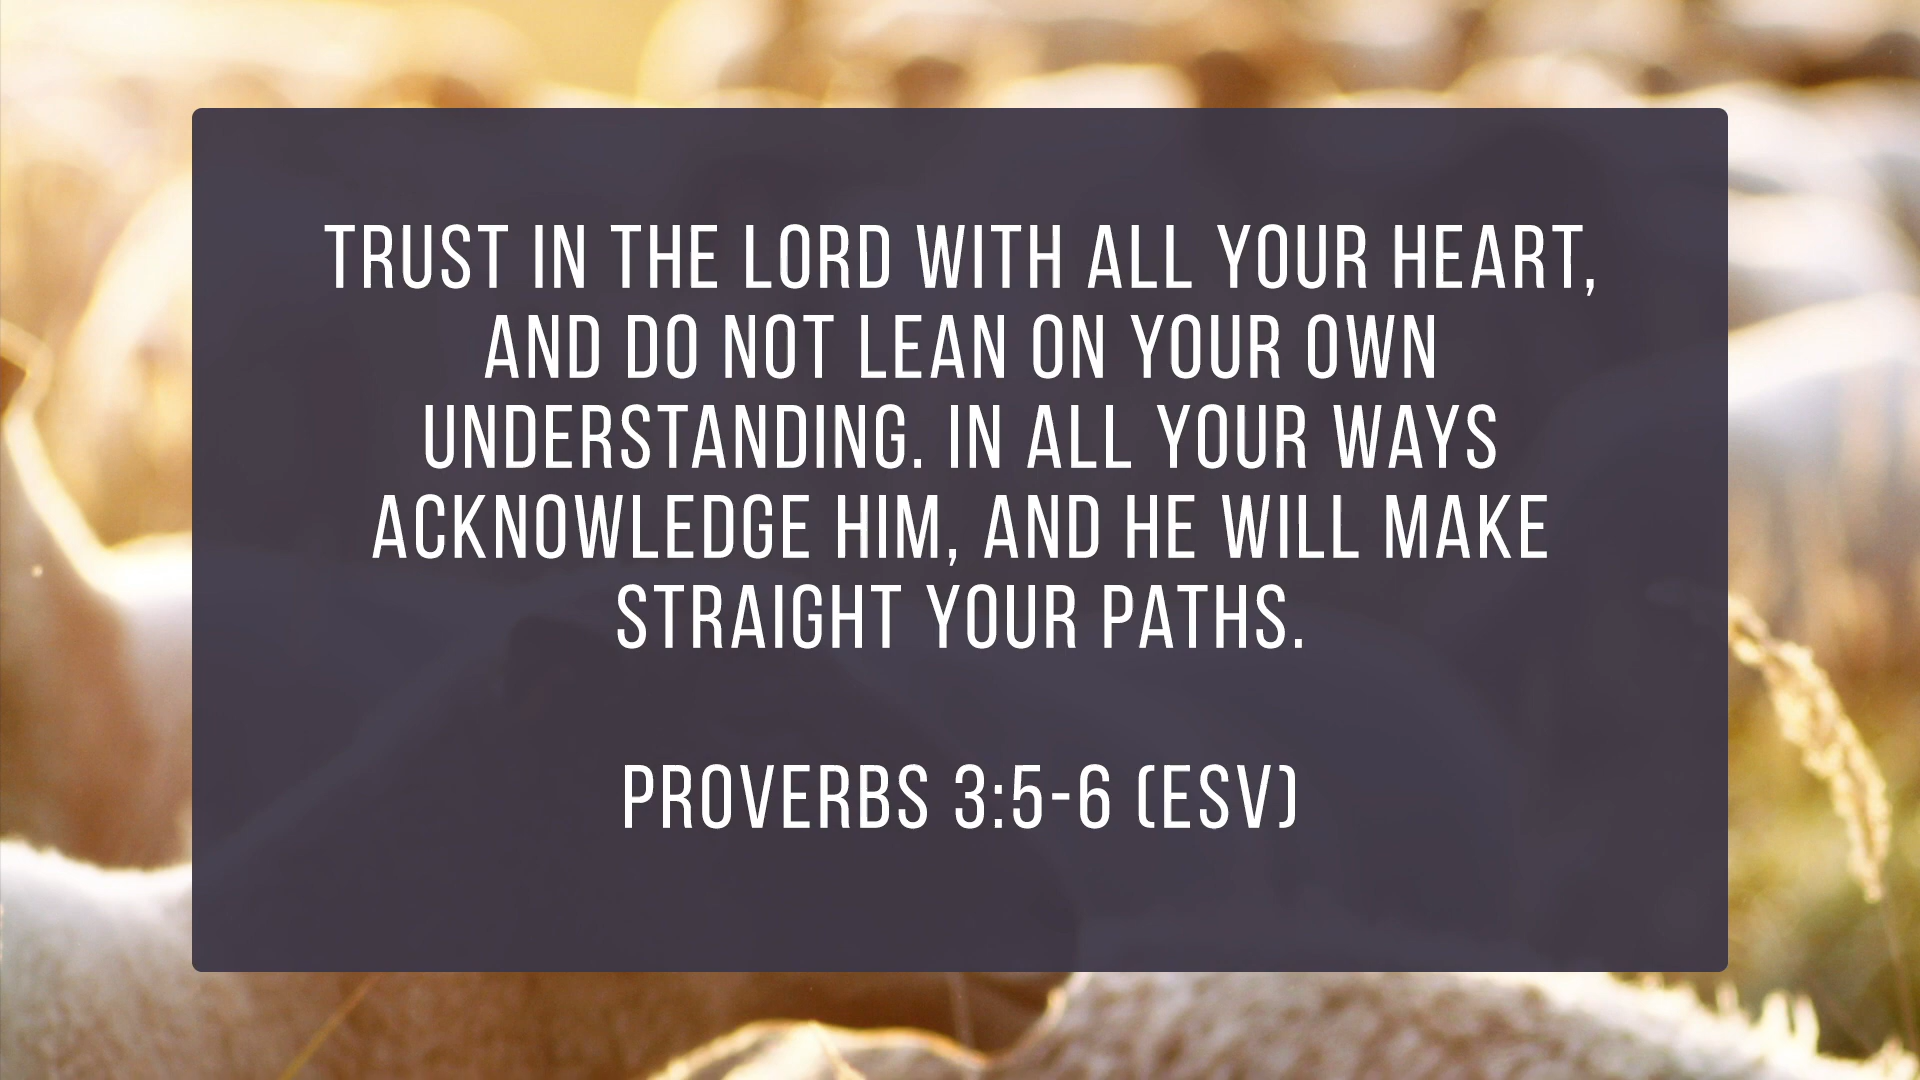 TRUST IN THE LORD WITH ALL YOUR HEART,
AND DO NOT LEAN ON YOUR OWN
UNDERSTANDING. IN ALL YOUR WAYS
ACKNOWLEDGE HIM, AND HE WILL MAKE
STRAIGHT YOUR PATHS.
PROVERBS 3:5-6 (ESV)